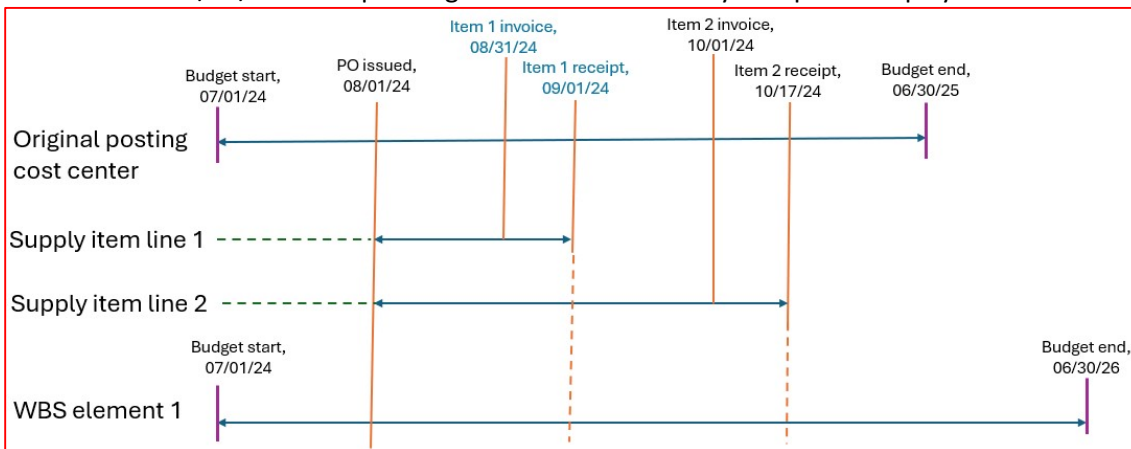 Item 1 invoice,
08/31/24
Item 2 invoice,
10/01/24
PO issued,
08/01/24
Item 1 receipt,
09/01/24
Item 2 receipt,
10/17/24
Budget start,
07/01/24
Budget end,
06/30/25
Original posting
cost center
Supply item line 1
Supply item line 2
Budget start,
07/01/24
Budget end,
06/30/26
WBS element 1